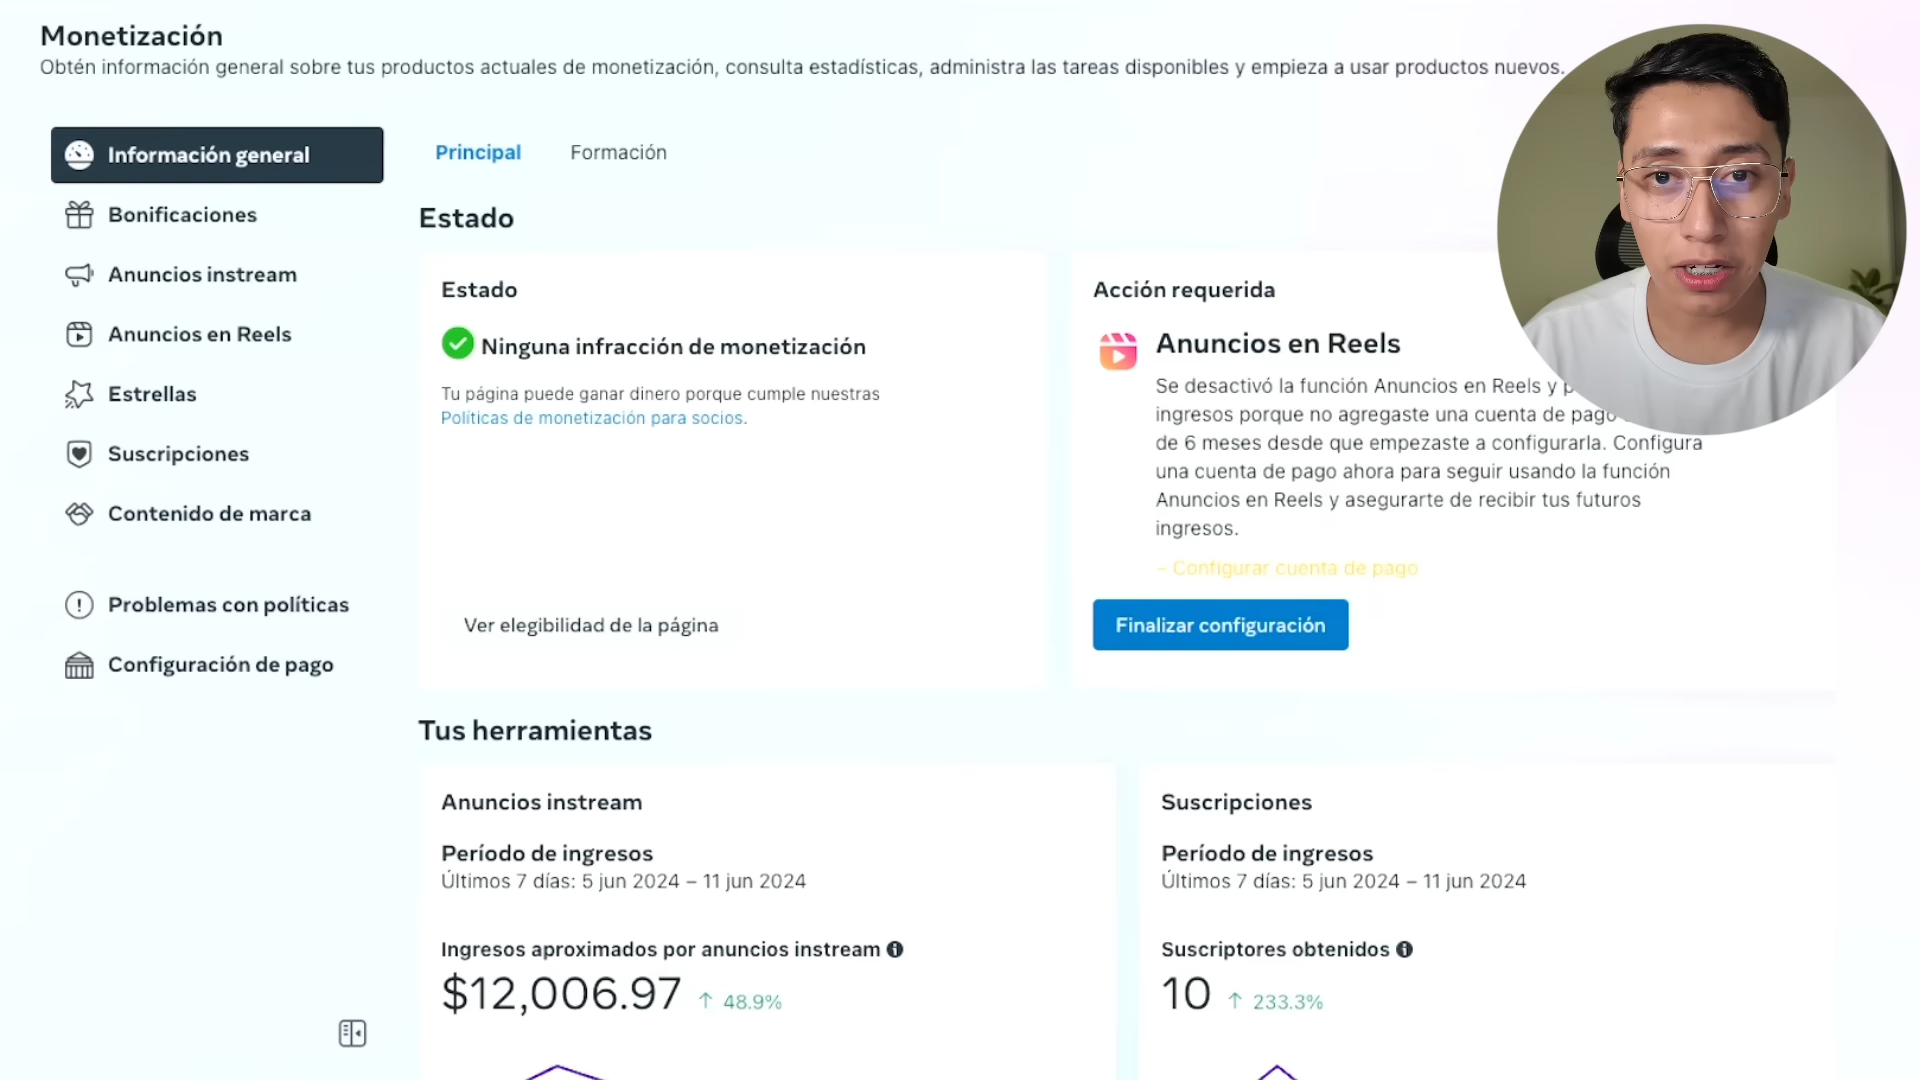 Monetización
Obtén información general sobre tus productos actuales de monetización, consulta estadísticas, administra las tareas disponibles y empieza a usar productos nuevos.
Información general
Bonificaciones
Anuncios instream
Anuncios en Reels
Estrellas
Suscripciones
Contenido de marca
Problemas con políticas
Configuración de pago
Principal
Formación
Estado
Estado
Ninguna infracción de monetización
Tu página puede ganar dinero porque cumple nuestras
Políticas de monetización para socios.
Ver elegibilidad de la página
Acción requerida
Anuncios en Reels
Se desactivó la función Anuncios en Reels y
ingresos porque no agregaste una cuenta de pago
de 6 meses desde que empezaste a configurarla. Configura
una cuenta de pago ahora para seguir usando la función
Anuncios en Reels y asegurarte de recibir tus futuros
ingresos.
– Configurar cuenta de pago
Finalizar configuración
Tus herramientas
Anuncios instream
Período de ingresos
Últimos 7 días: 5 jun 2024 – 11 jun 2024
Ingresos aproximados por anuncios instream
$12,006.97 ↑ 48.9%
Suscripciones
Período de ingresos
Últimos 7 días: 5 jun 2024 – 11 jun 2024
Suscriptores obtenidos
10 ↑ 233.3%